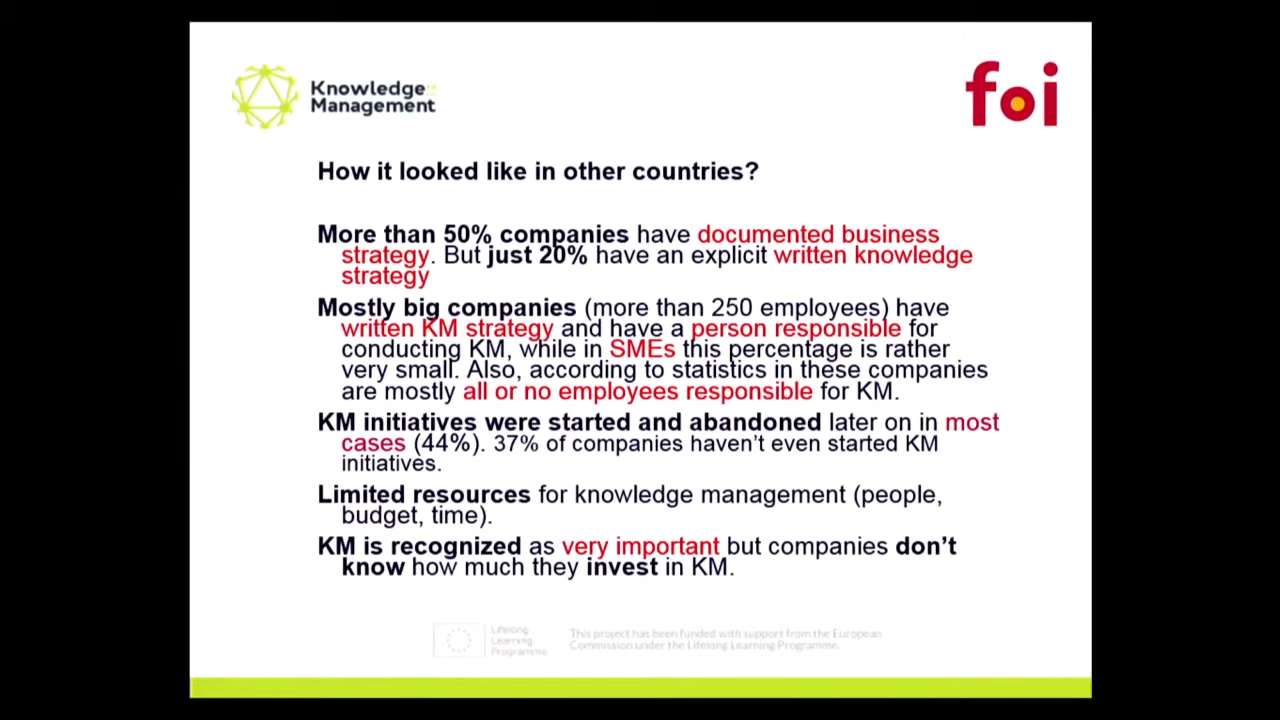 Knowledge
Management
foi
How it looked like in other countries?
More than 50% companies have documented business
strategy. But just 20% have an explicit written knowledge
strategy
Mostly big companies (more than 250 employees) have
written KM strategy and have a person responsible for
conducting KM, while in SMEs this percentage is rather
very small. Also, according to statistics in these companies
are mostly all or no employees responsible for KM.
KM initiatives were started and abandoned later on in most
cases (44%). 37% of companies haven't even started KM
initiatives.
Limited resources for knowledge management (people,
budget, time).
KM is recognized as very important but companies don't
know how much they invest in KM.
Lifelong
Learning
Programme
This project has been funded with support from the European
Commission under the Lifelong Learning Programme.